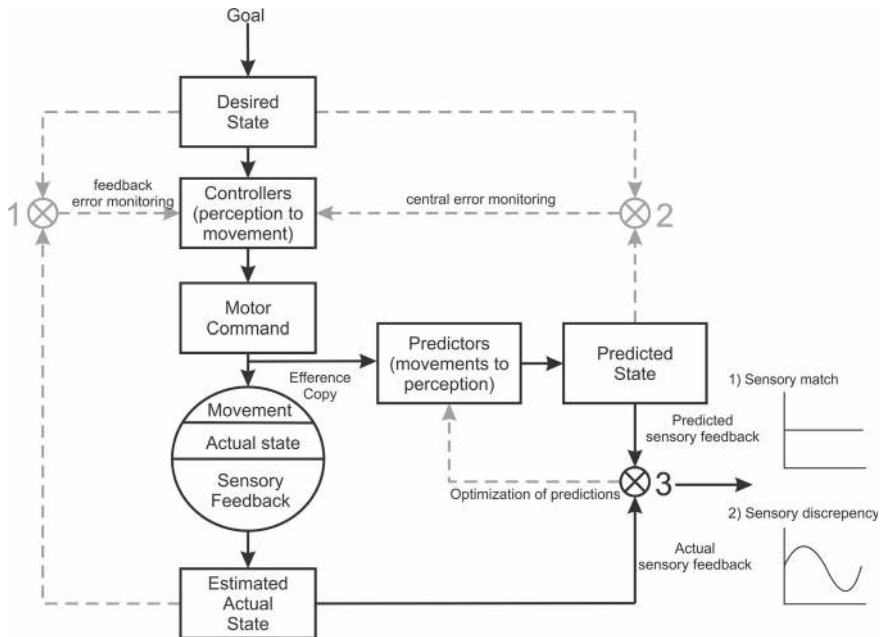 Goal
Desired
State
feedback
error monitoring
1
Controllers
(perception to
movement)
central error monitoring
2
Motor
Command
Efference
Copy
Predictors
(movements to
perception)
Predicted
State
1) Sensory match
Movement
Actual state
Sensory
Feedback
Predicted
sensory feedback
Optimization of predictions
3
2) Sensory discrepency
Actual
sensory feedback
Estimated
Actual
State